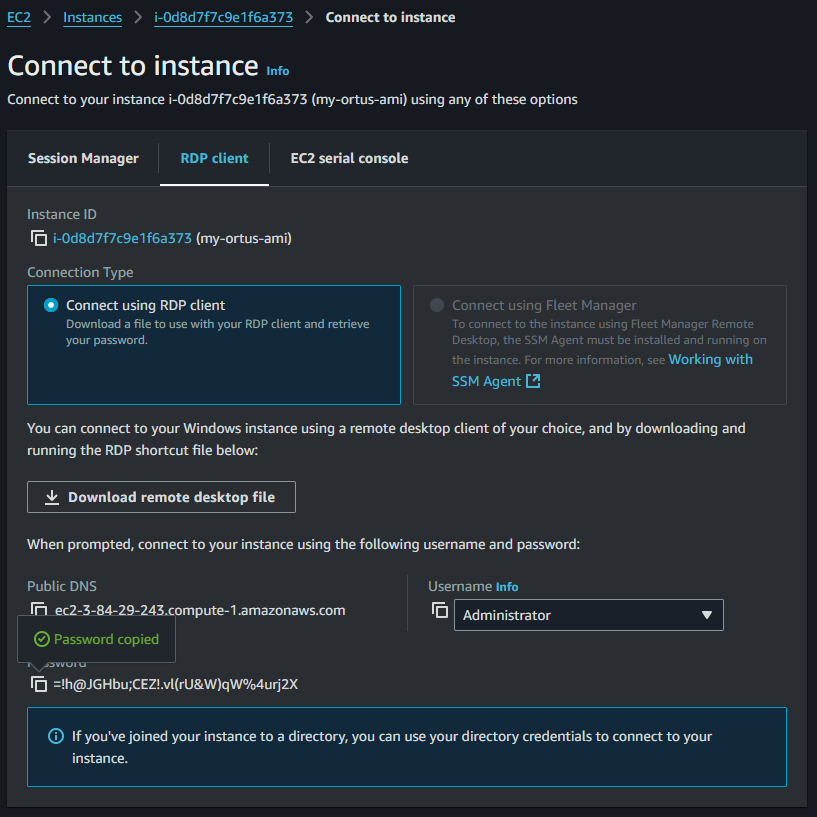 EC2 > Instances > i-0d8d7f7c9e1f6a373 > Connect to instance
Connect to instance Info
Connect to your instance i-0d8d7f7c9e1f6a373 (my-ortus-ami) using any of these options
Session Manager RDP client EC2 serial console
Instance ID
i-0d8d7f7c9e1f6a373 (my-ortus-ami)
Connection Type
Connect using RDP client
Download a file to use with your RDP client and retrieve
your password.
Connect using Fleet Manager
To connect to the instance using Fleet Manager Remote
Desktop, the SSM Agent must be installed and running on
the instance. For more information, see Working with
SSM Agent
You can connect to your Windows instance using a remote desktop client of your choice, and by downloading and
running the RDP shortcut file below:
Download remote desktop file
When prompted, connect to your instance using the following username and password:
Public DNS
ec2-3-84-29-243.compute-1.amazonaws.com
Username Info
Administrator
Password copied
Password
=!h@JGHbu;CEZ!.vl(rU&W)qW%4urj2X
If you've joined your instance to a directory, you can use your directory credentials to connect to your
instance.